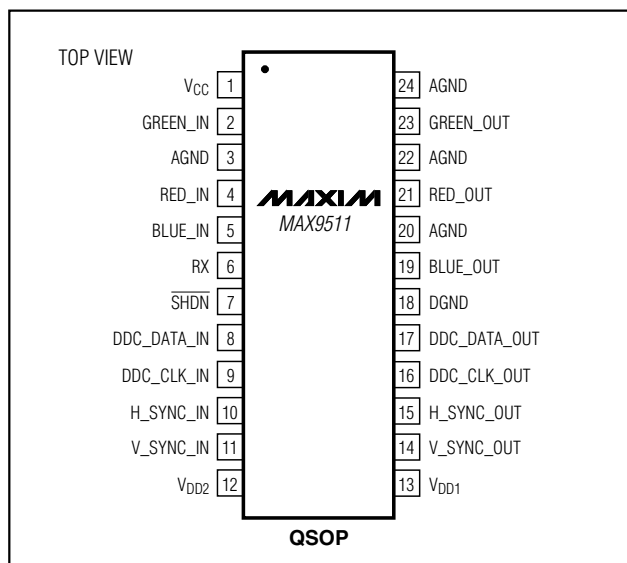 TOP VIEW
VCC 1
GREEN_IN 2
AGND 3
RED_IN 4
BLUE_IN 5
RX 6
SHDN 7
DDC_DATA_IN 8
DDC_CLK_IN 9
H_SYNC_IN 10
V_SYNC_IN 11
VDD2 12
MAXIM
MAX9511
24 AGND
23 GREEN_OUT
22 AGND
21 RED_OUT
20 AGND
19 BLUE_OUT
18 DGND
17 DDC_DATA_OUT
16 DDC_CLK_OUT
15 H_SYNC_OUT
14 V_SYNC_OUT
13 VDD1
QSOP